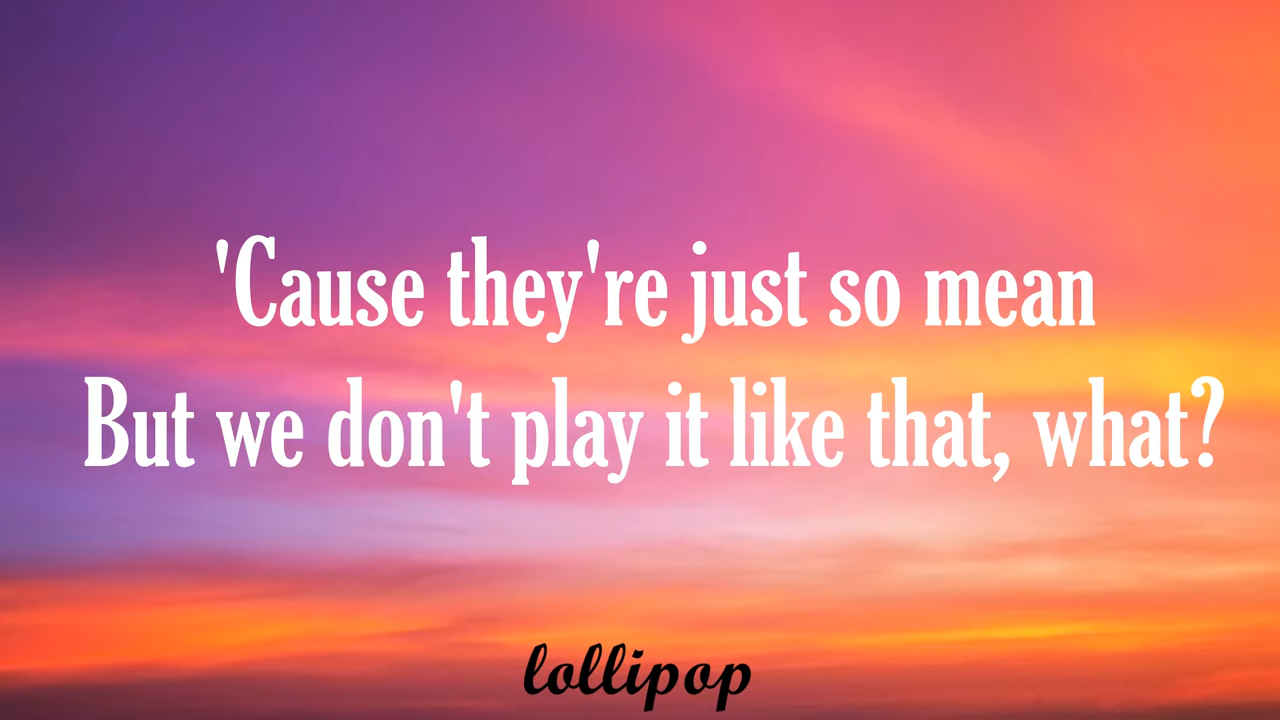 'Cause they're just so mean
But we don't play it like that, what?
lollipop